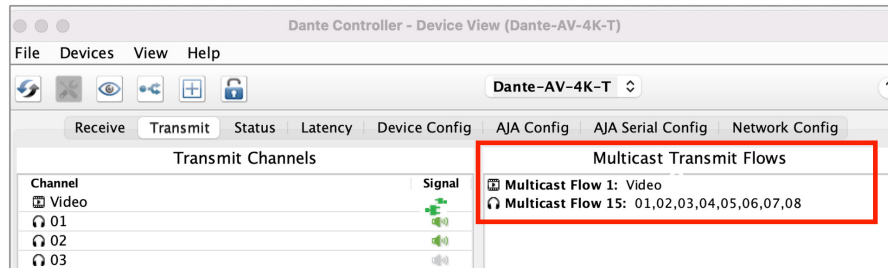 Dante Controller - Device View (Dante-AV-4K-T)
File Devices View Help
Dante-AV-4K-T
Receive Transmit Status Latency Device Config AJA Config AJA Serial Config Network Config
Transmit Channels
Multicast Transmit Flows
Channel Signal
Multicast Flow 1: Video
Video
Multicast Flow 15: 01,02,03,04,05,06,07,08
01
02
03